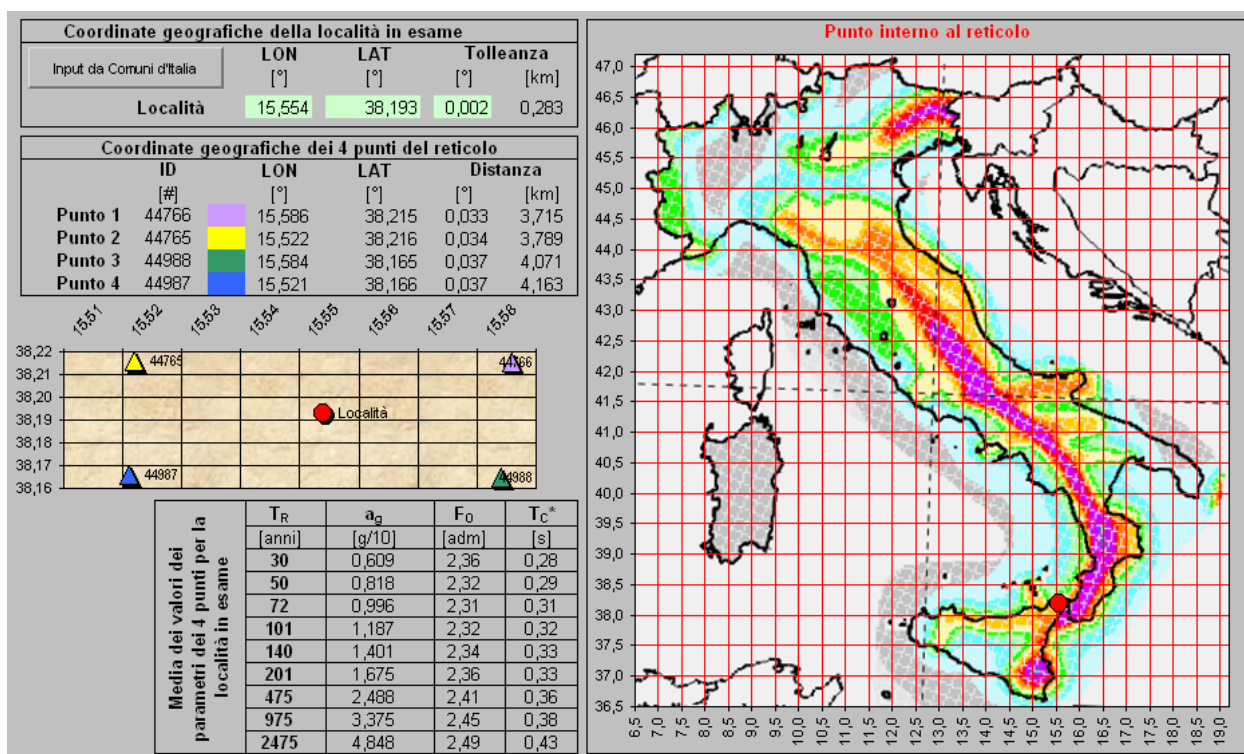 Coordinate geografiche della località in esame
LON LAT Tolleanza
Input da Comuni d'Italia
[°] [°] [°] [km]
Località 15,554 38,193 0,002 0,283
Coordinate geografiche dei 4 punti del reticolo
ID LON LAT Distanza
[#] [°] [°] [°] [km]
Punto 1 44766 15,586 38,215 0,033 3,715
Punto 2 44765 15,522 38,216 0,034 3,789
Punto 3 44988 15,584 38,165 0,037 4,071
Punto 4 44987 15,521 38,166 0,037 4,163
15,51 15,52 15,53 15,54 15,55 15,56 15,57 15,58
38,22
44765 44766
38,21
38,20
Località
38,19
38,18
38,17
44987 44988
38,16
Media dei valori dei
parametri dei 4 punti per la
località in esame
TR ag F0 TC*
[anni] [g/10] [adm] [s]
30 0,609 2,36 0,28
50 0,818 2,32 0,29
72 0,996 2,31 0,31
101 1,187 2,32 0,32
140 1,401 2,34 0,33
201 1,675 2,36 0,33
475 2,488 2,41 0,36
975 3,375 2,45 0,38
2475 4,848 2,49 0,43
Punto interno al reticolo
47,0
46,5
46,0
45,5
45,0
44,5
44,0
43,5
43,0
42,5
42,0
41,5
41,0
40,5
40,0
39,5
39,0
38,5
38,0
37,5
37,0
36,5
6,5 7,0 7,5 8,0 8,5 9,0 9,5 10,0 10,5 11,0 11,5 12,0 12,5 13,0 13,5 14,0 14,5 15,0 15,5 16,0 16,5 17,0 17,5 18,0 18,5 19,0